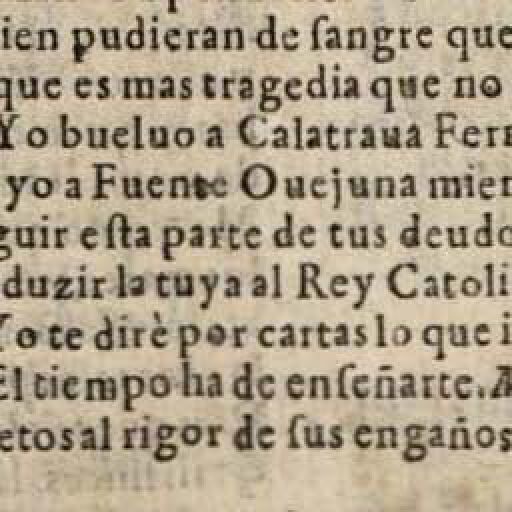 ien pudieran de ſangre que
que es mas tragedia que no
Yo bueluo a Calatraua Fern
yo a Fuente Ouejuna mien
guir eſta parte de tus deudo
duzir la tuya al Rey Catoli
Yo te dirè por cartas lo que i
El tiempo ha de enſeñarte.
etos al rigor de ſus engaños